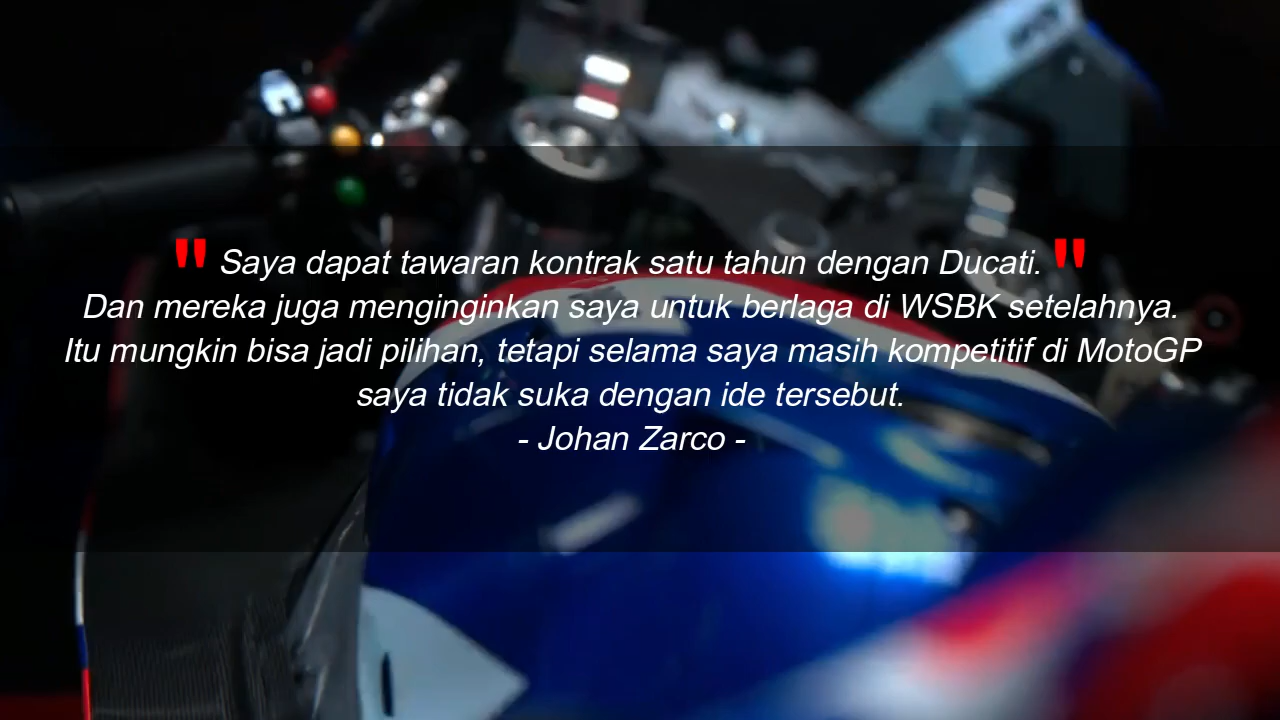 " Saya dapat tawaran kontrak satu tahun dengan Ducati. "
Dan mereka juga menginginkan saya untuk berlaga di WSBK setelahnya.
Itu mungkin bisa jadi pilihan, tetapi selama saya masih kompetitif di MotoGP
saya tidak suka dengan ide tersebut.
- Johan Zarco -